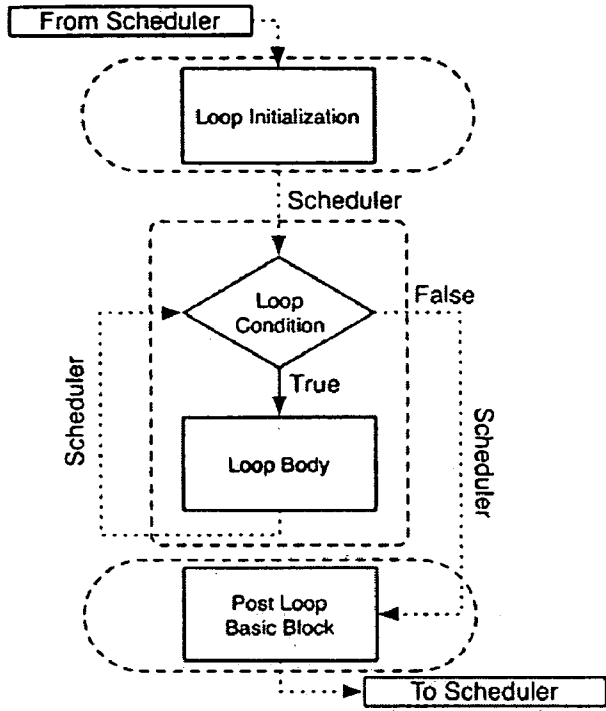 From Scheduler
Loop Initialization
Scheduler
Loop
Condition
False
True
Scheduler
Scheduler
Loop Body
Post Loop
Basic Block
To Scheduler